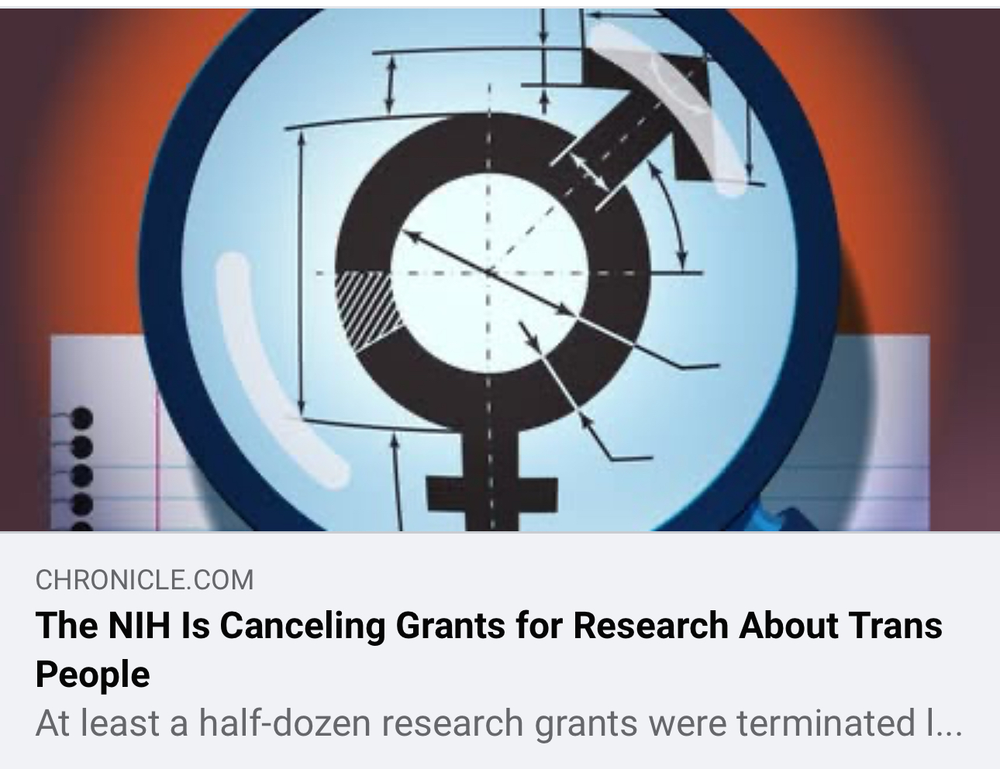 CHRONICLE.COM
The NIH Is Canceling Grants for Research About Trans
People
At least a half-dozen research grants were terminated l...